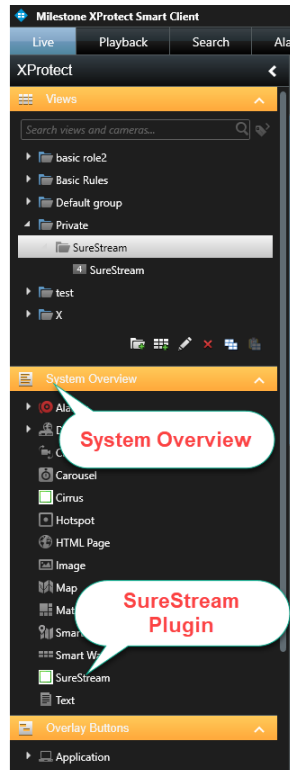 Milestone XProtect Smart Client
Live Playback Search Ala
XProtect
Views
Search views and cameras...
basic role2
Basic Rules
Default group
Private
SureStream
4 SureStream
test
X
System Overview
Ala
D
C
System Overview
Carousel
Cirrus
Hotspot
HTML Page
Image
Map
Mat
SureStream
Plugin
Smar
Smart Wa
SureStream
Text
Overlay Buttons
Application